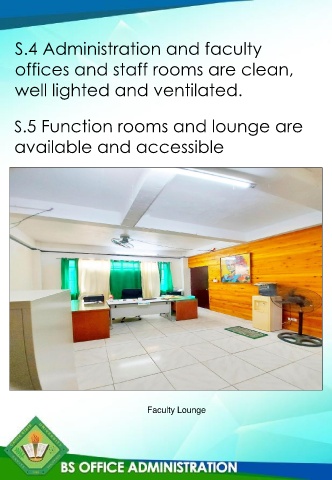 S.4 Administration and faculty
offices and staff rooms are clean,
well lighted and ventilated.
S.5 Function rooms and lounge are
available and accessible
Faculty Lounge
BS OFFICE ADMINISTRATION